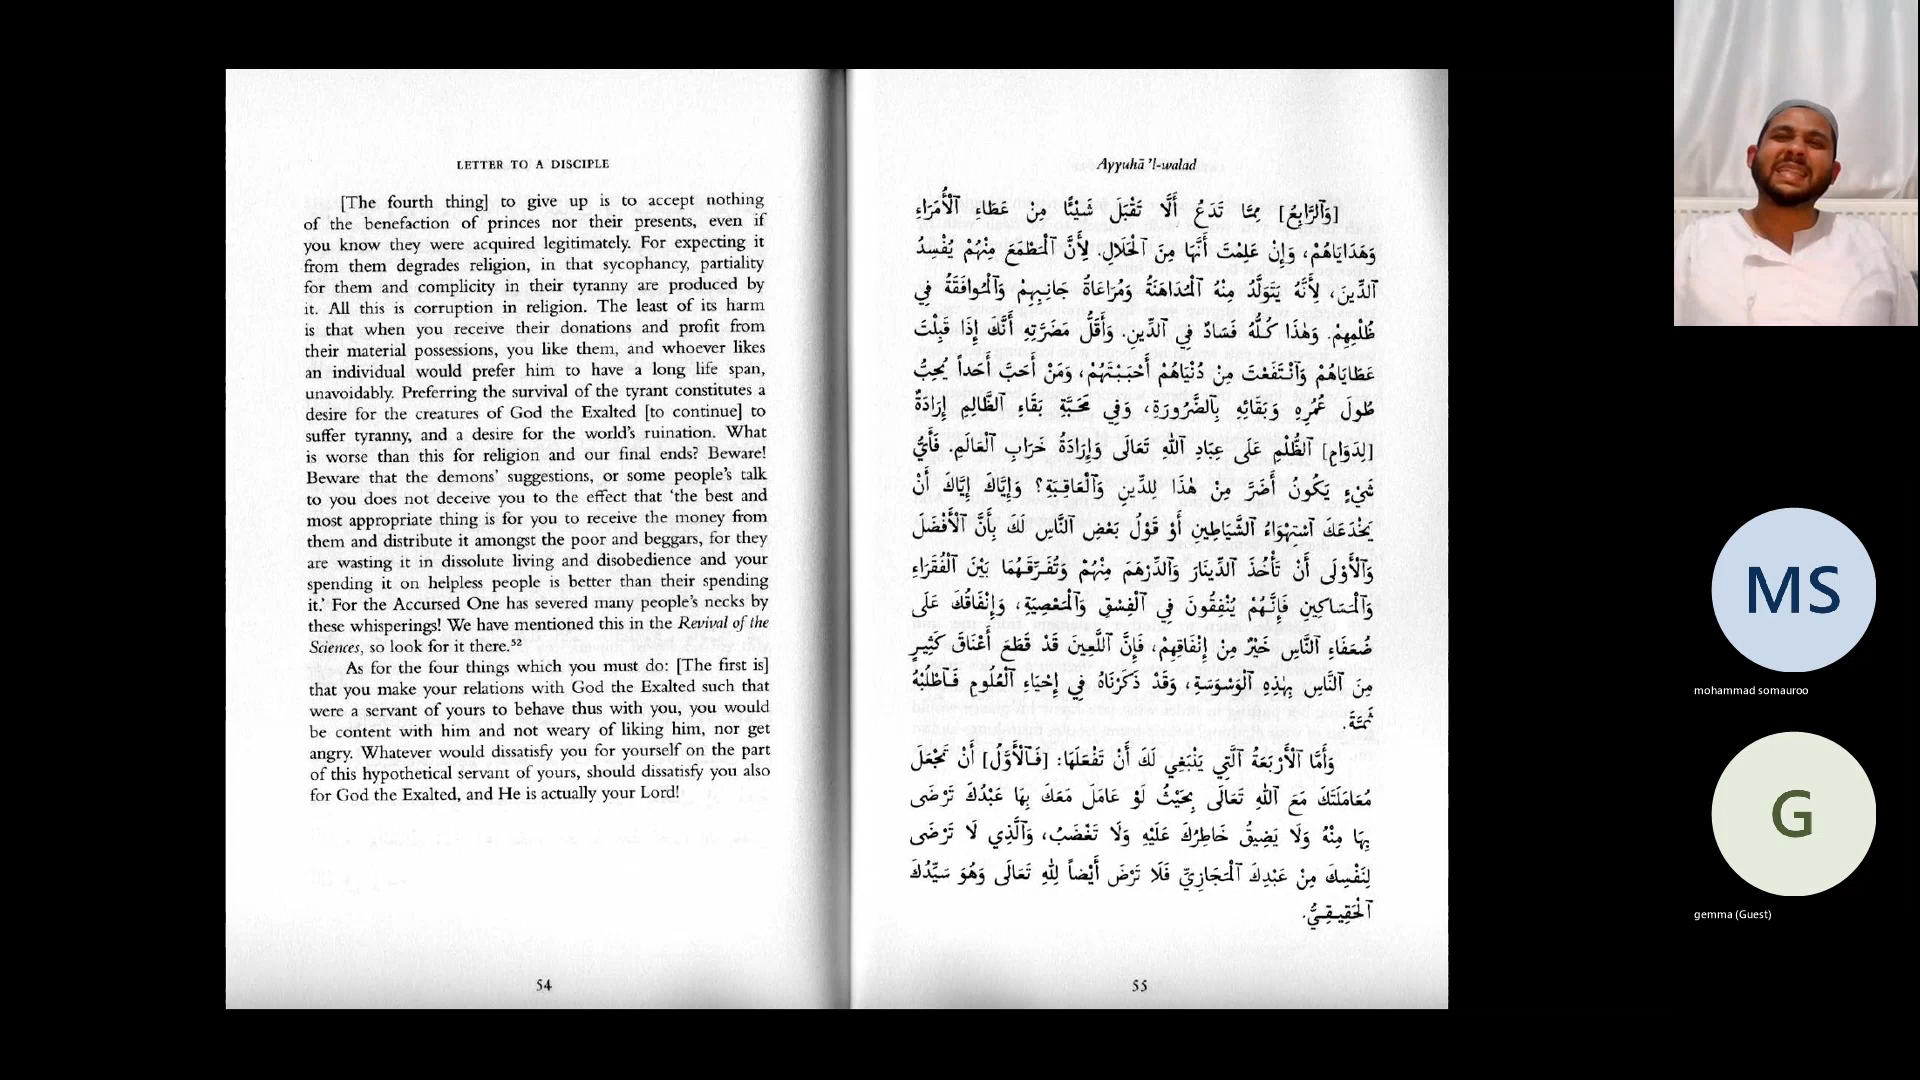 LETTER TO A DISCIPLE
[The fourth thing] to give up is to accept nothing
of the benefaction of princes nor their presents, even if
you know they were acquired legitimately. For expecting it
from them degrades religion, in that sycophancy, partiality
for them and complicity in their tyranny are produced by
it. All this is corruption in religion. The least of its harm
is that when you receive their donations and profit from
their material possessions, you like them, and whoever likes
an individual would prefer him to have a long life span,
unavoidably. Preferring the survival of the tyrant constitutes a
desire for the creatures of God the Exalted [to continue] to
suffer tyranny, and a desire for the world's ruination. What
is worse than this for religion and our final ends? Beware!
Beware that the demons' suggestions, or some people's talk
to you does not deceive you to the effect that 'the best and
most appropriate thing is for you to receive the money from
them and distribute it amongst the poor and beggars, for they
are wasting it in dissolute living and disobedience and your
spending it on helpless people is better than their spending
it.' For the Accursed One has severed many people's necks by
these whisperings! We have mentioned this in the Revival of the
Sciences, so look for it there.52
As for the four things which you must do: [The first is]
that you make your relations with God the Exalted such that
were a servant of yours to behave thus with you, you would
be content with him and not weary of liking him, nor get
angry. Whatever would dissatisfy you for yourself on the part
of this hypothetical servant of yours, should dissatisfy you also
for God the Exalted, and He is actually your Lord!
54
Ayyuhā 'l-walad
[وَٱلرَّابِعُ] مِمَّا تَدَعُ أَلَّا تَقْبَلَ شَيْئًا مِنْ عَطَاءِ ٱلْأُمَرَاءِ
وَهَدَايَاهُمْ، وَإِنْ عَلِمْتَ أَنَّهَا مِنَ ٱلْحَلَالِ. لِأَنَّ ٱلْمَطْمَعَ مِنْهُمْ يُفْسِدُ
ٱلدِّينَ، لِأَنَّهُ يَتَوَلَّدُ مِنْهُ ٱلْمُدَاهَنَةُ وَمُرَاعَاةُ جَانِبِهِمْ وَٱلْمُوافَقَةُ فِي
ظُلْمِهِمْ. وَهٰذَا كُلُّهُ فَسَادٌ فِي ٱلدِّينِ. وَأَقَلُّ مَضَرَّتِهِ أَنَّكَ إِذَا قَبِلْتَ
عَطَايَاهُمْ وَٱنْتَفَعْتَ مِنْ دُنْيَاهُمْ أَحْبَبْتَهُمْ، وَمَنْ أَحَبَّ أَحَداً يُحِبُّ
طُولَ عُمُرِهِ وَبَقَائِهِ بِٱلضَّرُورَةِ، وَفِي مَحَبَّةِ بَقَاءِ ٱلظَّالِمِ إِرَادَةٌ
[لِدَوَامِ] ٱلظُّلْمِ عَلَى عِبَادِ ٱللهِ تَعَالَى وَإِرَادَةُ خَرَابِ ٱلْعَالَمِ. فَأَيُّ
شَيْءٍ يَكُونُ أَضَرَّ مِنْ هٰذَا لِلدِّينِ وَٱلْعَاقِبَةِ؟ وَإِيَّاكَ إِيَّاكَ أَنْ
يَخْدَعَكَ ٱسْتِهْوَاءُ ٱلشَّيَاطِينِ أَوْ قَوْلُ بَعْضِ ٱلنَّاسِ لَكَ بِأَنَّ ٱلْأَفْضَلَ
وَٱلْأَوْلَى أَنْ تَأْخُذَ ٱلدِّينَارَ وَٱلدِّرْهَمَ مِنْهُمْ وَتُفَرِّقَهُمَا بَيْنَ ٱلْفُقَرَاءِ
وَٱلْمَسَاكِينِ فَإِنَّهُمْ يُنْفِقُونَ فِي ٱلْفِسْقِ وَٱلْمَعْصِيَةِ، وَإِنْفَاقُكَ عَلَى
ضُعَفَاءِ ٱلنَّاسِ خَيْرٌ مِنْ إِنْفَاقِهِمْ، فَإِنَّ ٱللَّعِينَ قَدْ قَطَعَ أَعْنَاقَ كَثِيرٍ
مِنَ ٱلنَّاسِ بِهٰذِهِ ٱلْوَسْوَسَةِ، وَقَدْ ذَكَرْنَاهُ فِي إِحْيَاءِ ٱلْعُلُومِ فَٱطْلُبْهُ
ثَمَّةَ.
وَأَمَّا ٱلْأَرْبَعَةُ ٱلَّتِي يَنْبَغِي لَكَ أَنْ تَفْعَلَهَا: [فَٱلْأَوَّلُ] أَنْ تَجْعَلَ
مُعَامَلَتَكَ مَعَ ٱللهِ تَعَالَى بِحَيْثُ لَوْ عَامَلَ مَعَكَ بِهَا عَبْدُكَ تَرْضَى
بِهَا مِنْهُ وَلَا يَضِيقُ خَاطِرُكَ عَلَيْهِ وَلَا تَغْضَبُ، وَٱلَّذِي لَا تَرْضَى
لِنَفْسِكَ مِنْ عَبْدِكَ ٱلْمَجَازِيِّ فَلَا تَرْضَ أَيْضاً لِلّٰهِ تَعَالَى وَهُوَ سَيِّدُكَ
ٱلْحَقِيقِيُّ.
55
MS
mohammad somauroo
G
gemma (Guest)